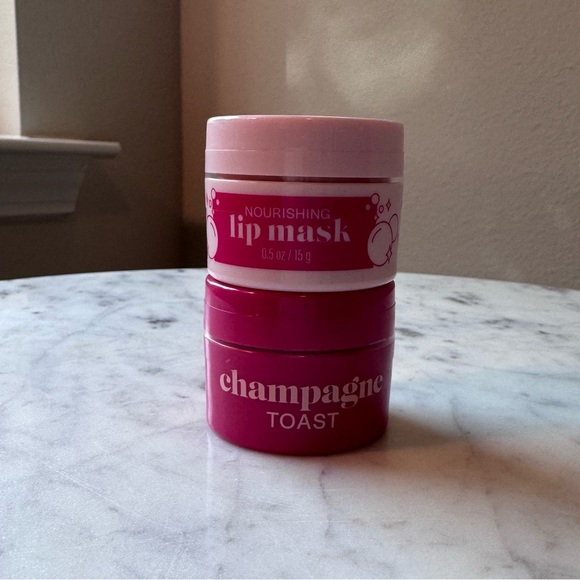 NOURISHING
lip mask
0.5 oz / 15 g
champagne
TOAST